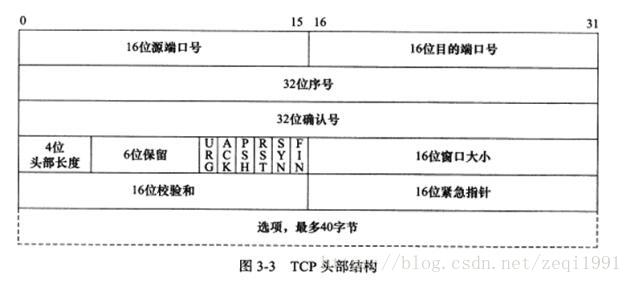 0 15 16 31
16位源端口号 16位目的端口号
32位序号
32位确认号
4位头部长度 6位保留 URG ACK PSH RST SYN FIN 16位窗口大小
16位校验和 16位紧急指针
选项,最多40字节
图 3-3 TCP 头部结构
http://blog.csdn.net/zeqi1991